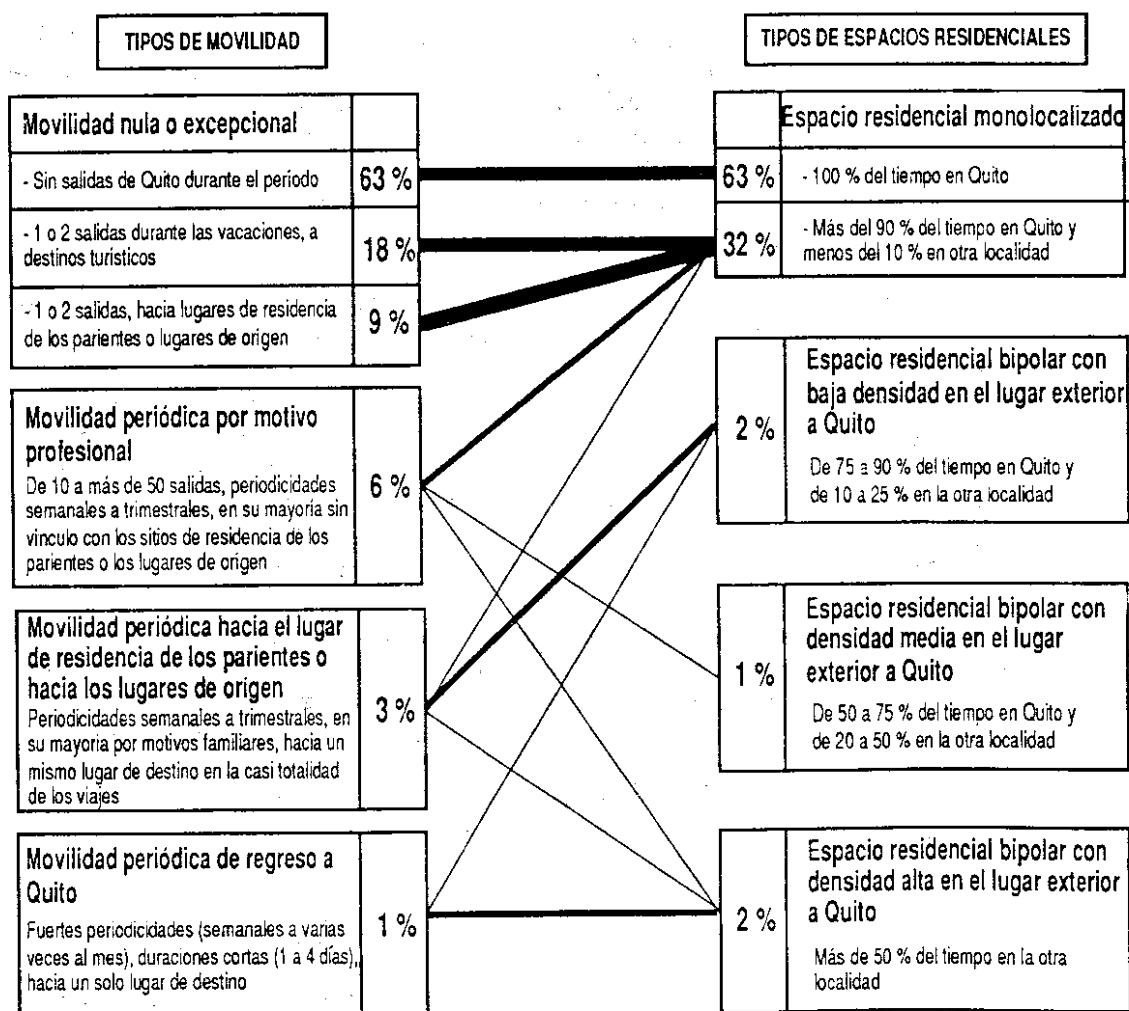 TIPOS DE MOVILIDAD
Movilidad nula o excepcional
- Sin salidas de Quito durante el periodo
63 %
- 1 o 2 salidas durante las vacaciones, a
destinos turísticos
18 %
- 1 o 2 salidas, hacia lugares de residencia
de los parientes o lugares de origen
9 %
Movilidad periódica por motivo
profesional
De 10 a más de 50 salidas, periodicidades
semanales a trimestrales, en su mayoría sin
vinculo con los sitios de residencia de los
parientes o los lugares de origen
6 %
Movilidad periódica hacia el lugar
de residencia de los parientes o
hacia los lugares de origen
Periodicidades semanales a trimestrales, en
su mayoria por motivos familiares, hacia un
mismo lugar de destino en la casi totalidad
de los viajes
3 %
Movilidad periódica de regreso a
Quito
Fuertes periodicidades (semanales a varias
veces al mes), duraciones cortas (1 a 4 días),
hacia un solo lugar de destino
1 %
TIPOS DE ESPACIOS RESIDENCIALES
Espacio residencial monolocalizado
63 %
- 100 % del tiempo en Quito
32 %
- Más del 90 % del tiempo en Quito y
menos del 10 % en otra localidad
2 %
Espacio residencial bipolar con
baja densidad en el lugar exterior
a Quito
De 75 a 90 % del tiempo en Quito y
de 10 a 25 % en la otra localidad
1 %
Espacio residencial bipolar con
densidad media en el lugar
exterior a Quito
De 50 a 75 % del tiempo en Quito y
de 20 a 50 % en la otra localidad
2 %
Espacio residencial bipolar con
densidad alta en el lugar exterior
a Quito
Más de 50 % del tiempo en la otra
localidad